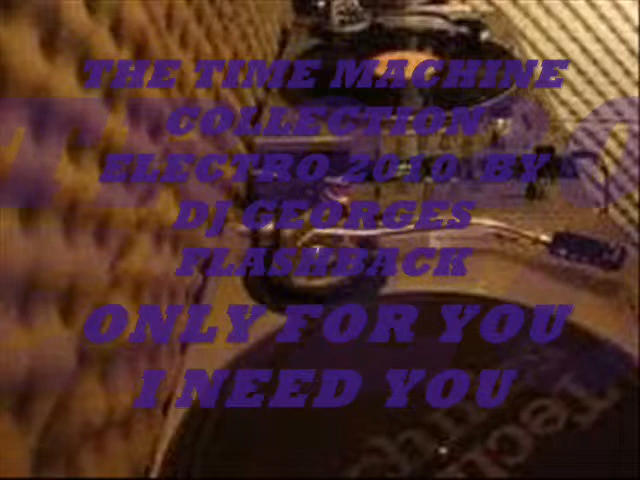 THE TIME MACHINE
COLLECTION
ELECTRO 2010 BY
DJ GEORGES
FLASHBACK
ONLY FOR YOU
I NEED YOU